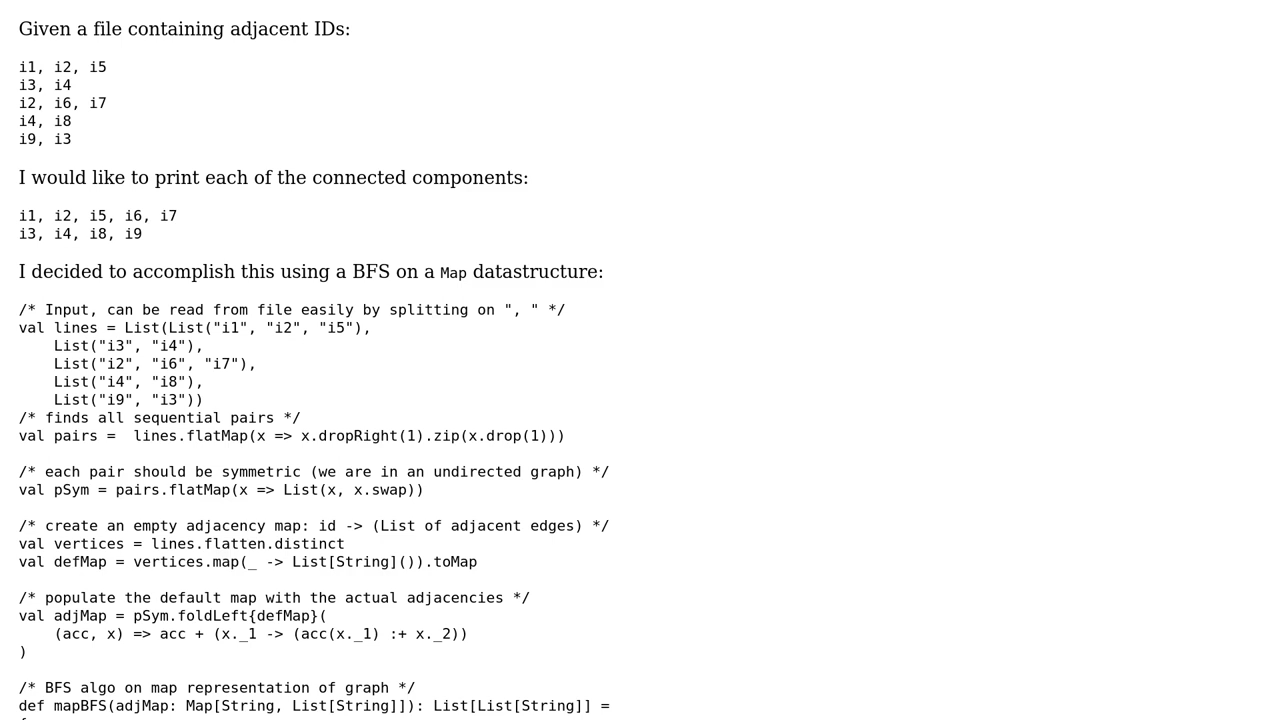 Given a file containing adjacent IDs:
i1, i2, i5
i3, i4
i2, i6, i7
i4, i8
i9, i3
I would like to print each of the connected components:
i1, i2, i5, i6, i7
i3, i4, i8, i9
I decided to accomplish this using a BFS on a Map datastructure:
/* Input, can be read from file easily by splitting on ", " */
val lines = List(List("i1", "i2", "i5"),
    List("i3", "i4"),
    List("i2", "i6", "i7"),
    List("i4", "i8"),
    List("i9", "i3"))
/* finds all sequential pairs */
val pairs =  lines.flatMap(x => x.dropRight(1).zip(x.drop(1)))
/* each pair should be symmetric (we are in an undirected graph) */
val pSym = pairs.flatMap(x => List(x, x.swap))
/* create an empty adjacency map: id -> (List of adjacent edges) */
val vertices = lines.flatten.distinct
val defMap = vertices.map(_ -> List[String]()).toMap
/* populate the default map with the actual adjacencies */
val adjMap = pSym.foldLeft{defMap}(
    (acc, x) => acc + (x._1 -> (acc(x._1) :+ x._2))
)
/* BFS algo on map representation of graph */
def mapBFS(adjMap: Map[String, List[String]]): List[List[String]] =